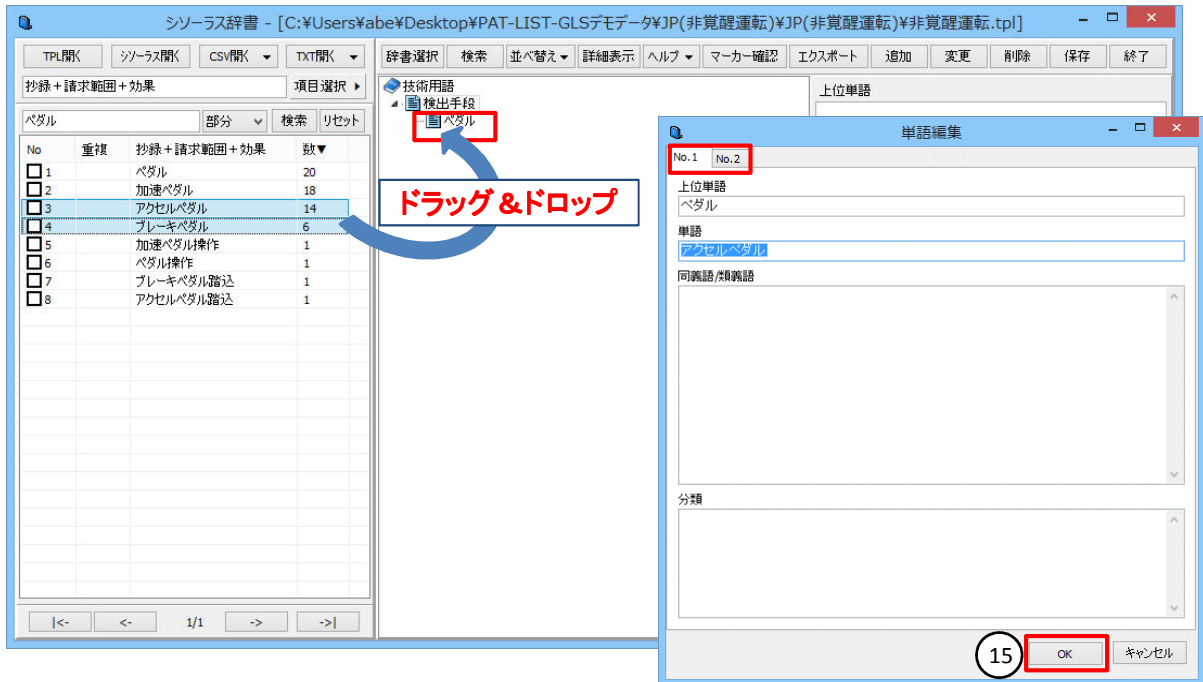 シソーラス辞書 - [C:¥Users¥abe¥Desktop¥PAT-LIST-GLSデモデータ¥JP(非覚醒運転)¥JP(非覚醒運転)¥非覚醒運転.tpl]
TPL開く シソーラス開く CSV開く ▼ TXT開く ▼ 辞書選択 検索 並べ替え ▼ 詳細表示 ヘルプ ▼ マーカー確認 エクスポート 追加 変更 削除 保存 終了
抄録+請求範囲+効果 項目選択 ▶
ペダル 部分 検索 リセット
No 重複 抄録+請求範囲+効果 数▼
1 ペダル 20
2 加速ペダル 18
3 アクセルペダル 14
4 ブレーキペダル 6
5 加速ペダル操作 1
6 ペダル操作 1
7 ブレーキペダル踏込 1
8 アクセルペダル踏込 1
|<- <- 1/1 -> ->|
技術用語
検出手段
ペダル
ドラッグ&ドロップ
上位単語
単語編集
No.1 No.2
上位単語
ペダル
単語
アクセルペダル
同義語/類義語
分類
15 OK キャンセル